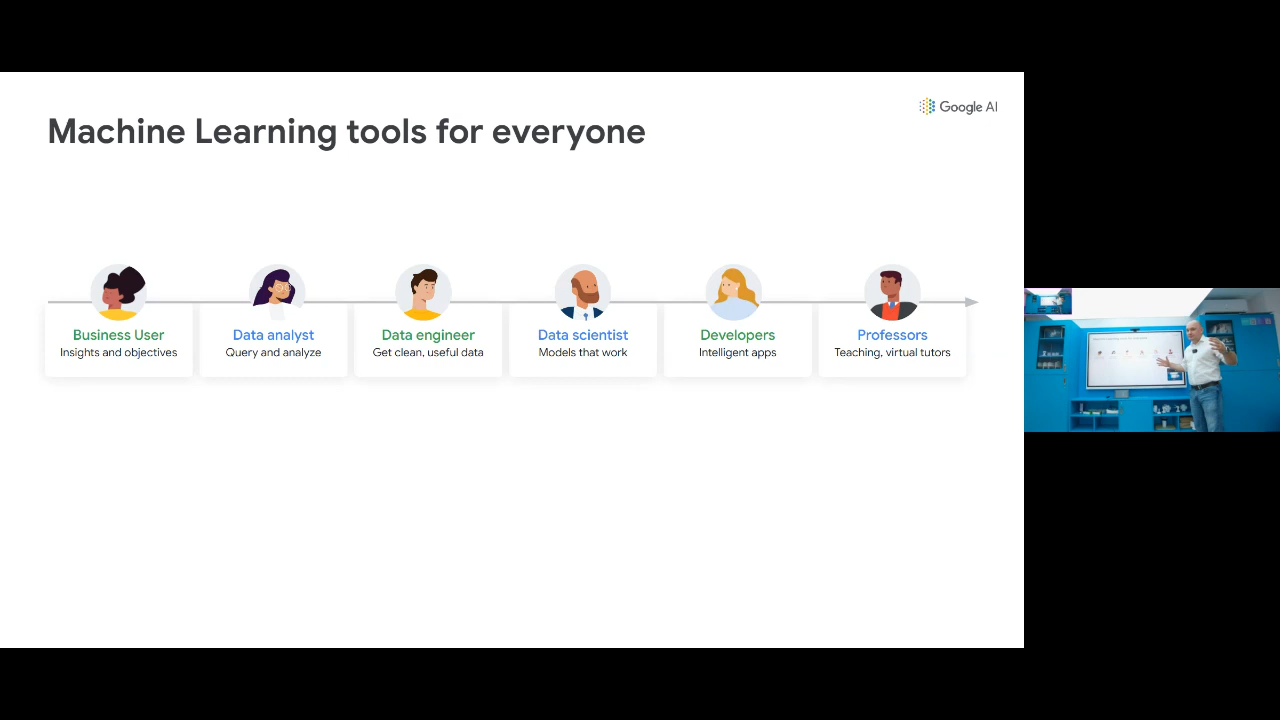 Google AI
Machine Learning tools for everyone
Business User
Insights and objectives
Data analyst
Query and analyze
Data engineer
Get clean, useful data
Data scientist
Models that work
Developers
Intelligent apps
Professors
Teaching, virtual tutors